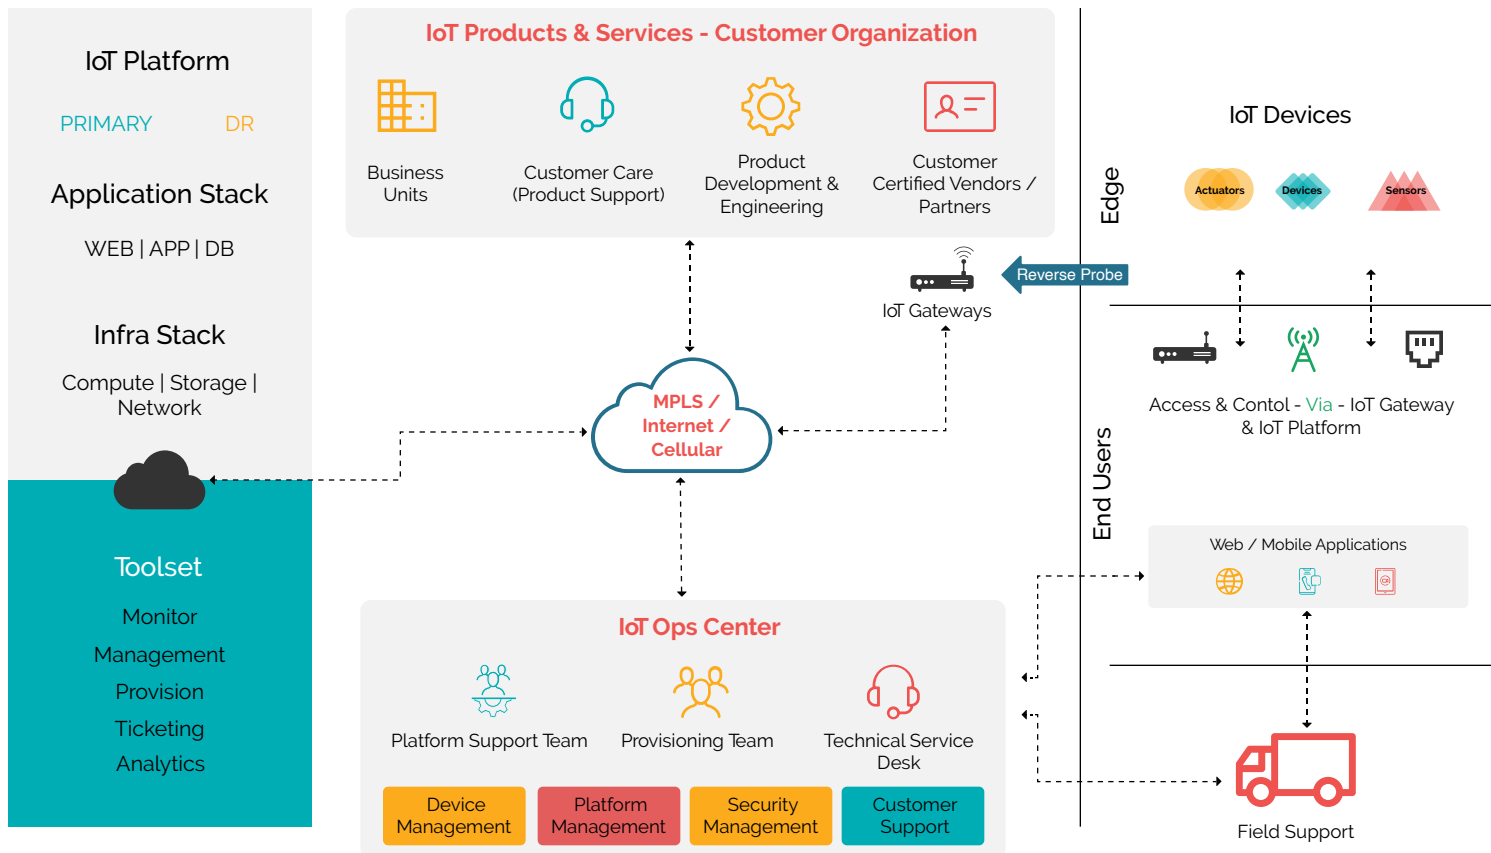 IoT Platform
PRIMARY
DR
Application Stack
WEB | APP | DB
Infra Stack
Compute | Storage |
Network
Toolset
Monitor
Management
Provision
Ticketing
Analytics
IoT Products & Services - Customer Organization
Business
Units
Customer Care
(Product Support)
Product
Development &
Engineering
Customer
Certified Vendors /
Partners
IoT Gateways
Reverse Probe
MPLS /
Internet /
Cellular
IoT Ops Center
Platform Support Team
Provisioning Team
Technical Service
Desk
Device
Management
Platform
Management
Security
Management
Customer
Support
Edge
IoT Devices
Actuators
Devices
Sensors
End Users
Access & Contol - Via - IoT Gateway
& IoT Platform
Web / Mobile Applications
Field Support